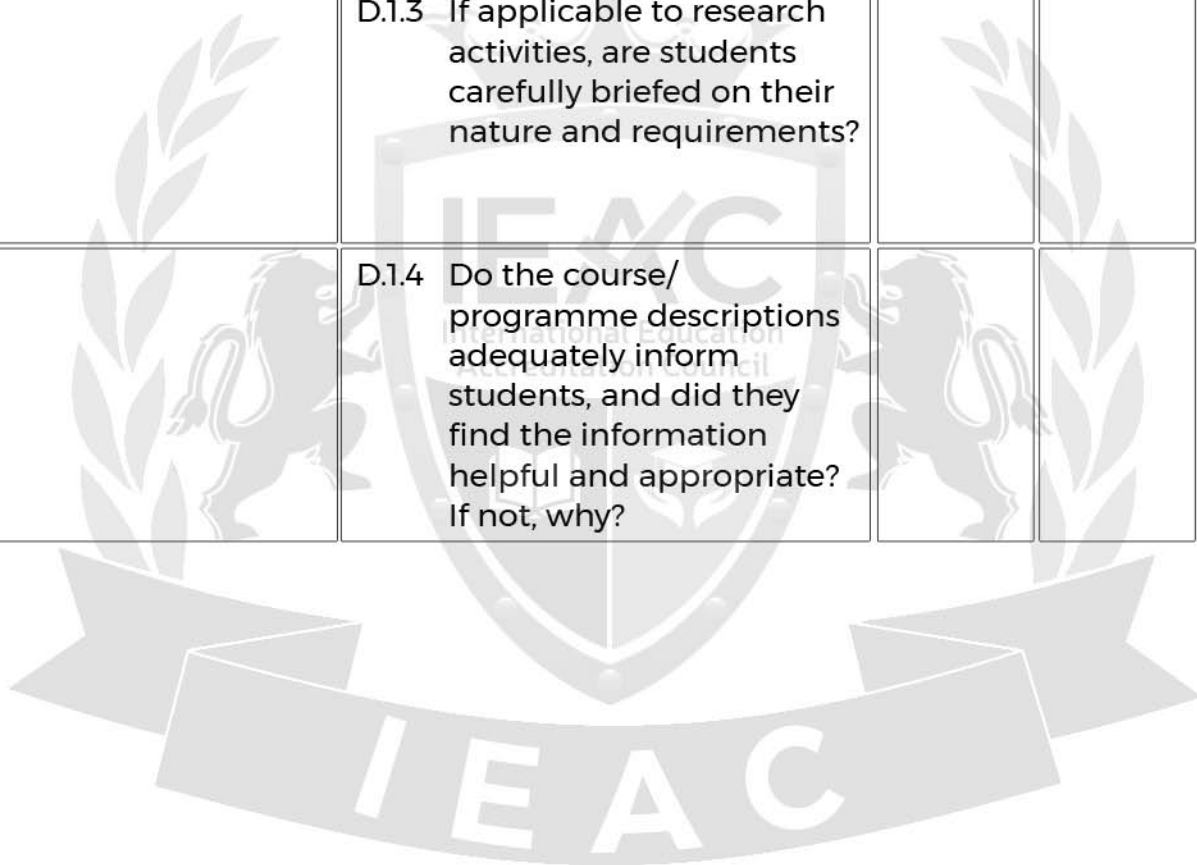 D.1.3 If applicable to research
activities, are students
carefully briefed on their
nature and requirements?
IEAC
International Education
Accreditation Council
D.1.4 Do the course/
programme descriptions
adequately inform
students, and did they
find the information
helpful and appropriate?
If not, why?
IEAC